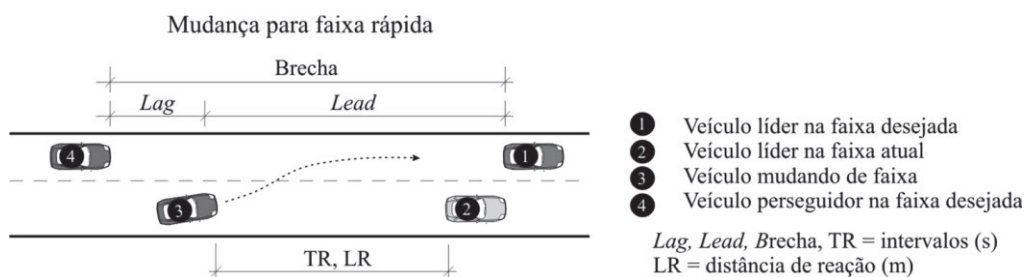 Mudança para faixa rápida
Brecha
Lag
Lead
4
1
3
2
TR, LR
1 Veículo líder na faixa desejada
2 Veículo líder na faixa atual
3 Veículo mudando de faixa
4 Veículo perseguidor na faixa desejada
Lag, Lead, Brecha, TR = intervalos (s)
LR = distância de reação (m)